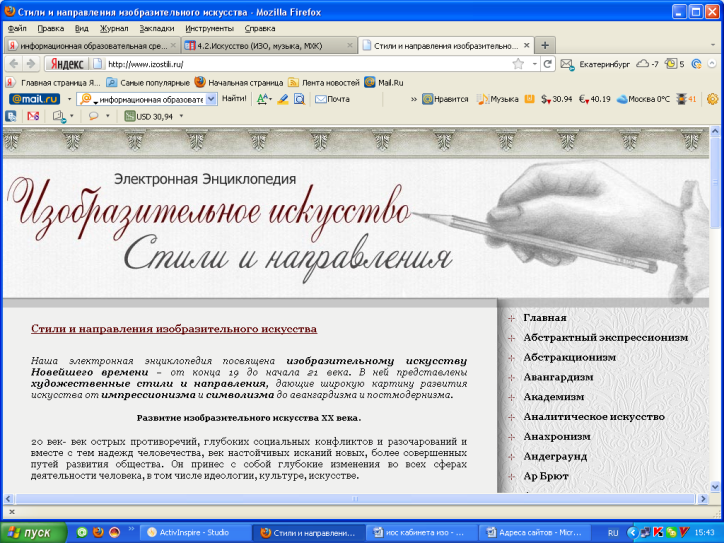 Стили и направления изобразительного искусства - Mozilla Firefox
Файл Правка Вид Журнал Закладки Инструменты Справка
информационная образовательная сре... 4.2.Искусство (ИЗО, музыка, МХК) Стили и направления изобразительно...
Яндекс http://www.izostili.ru/ Екатеринбург -7 5
Главная страница Я... Самые популярные Начальная страница Лента новостей Mail.Ru
@mail.ru информационная образовате Найти! Почта » Нравится Музыка $ 30.94 € 40.19 Москва 0°C 41
USD 30,94
Электронная Энциклопедия
Изобразительное искусство
Стили и направления
Стили и направления изобразительного искусства
Наша электронная энциклопедия посвящена изобразительному искусству
Новейшего времени – от конца 19 до начала 21 века. В ней представлены
художественные стили и направления, дающие широкую картину развития
искусства от импрессионизма и символизма до авангардизма и постмодернизма.
Развитие изобразительного искусства XX века.
20 век- век острых противоречий, глубоких социальных конфликтов и разочарований и
вместе с тем надежд человечества, век настойчивых исканий новых, более совершенных
путей развития общества. Он принес с собой глубокие изменения во всех сферах
деятельности человека, в том числе идеологии, культуре, искусстве.
Главная
Абстрактный экспрессионизм
Абстракционизм
Авангардизм
Академизм
Аналитическое искусство
Анахронизм
Андеграунд
Ар Брют
пуск » ActivInspire - Studio Стили и направлени... иос кабинета изо - ... Адреса сайтов - Micr... RU 15:43